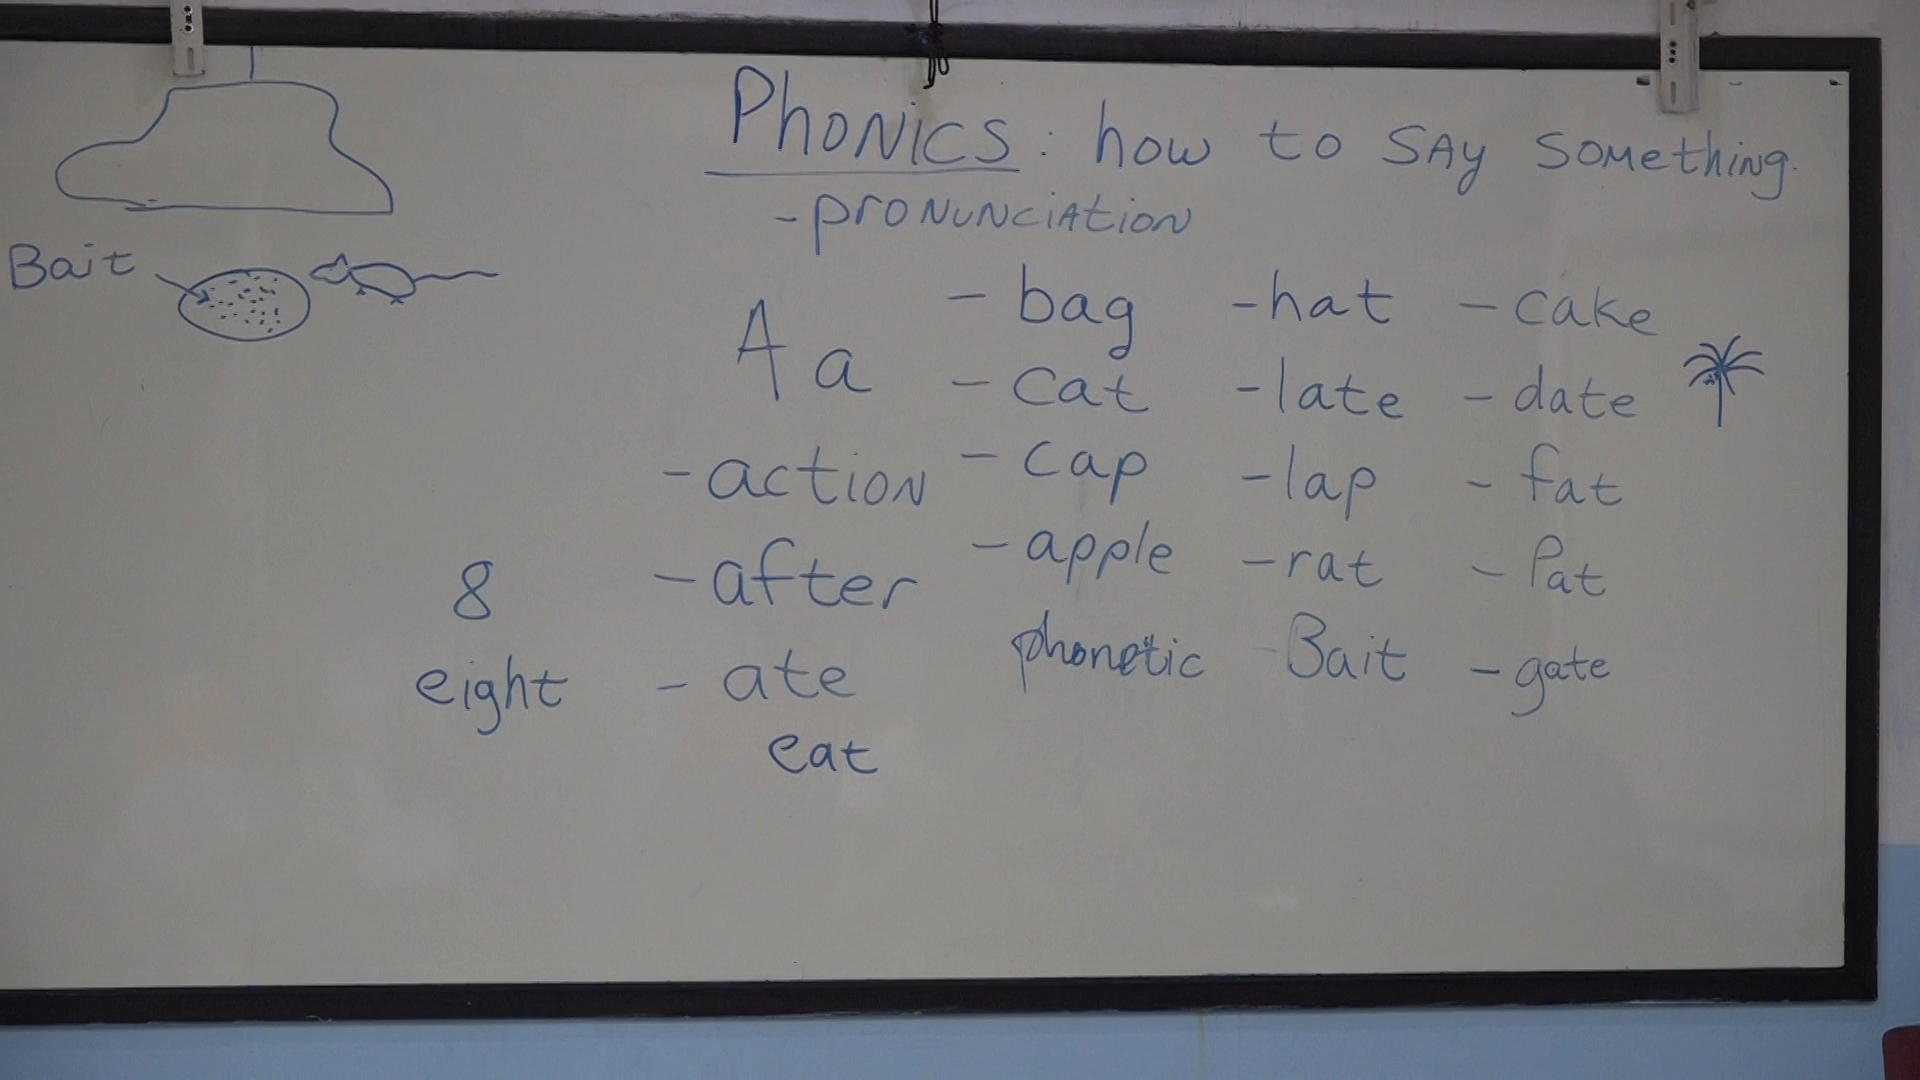 PHONICS: how to SAY SOMething.
-PRONUNCiAtiON
Bait
A a
- bag
- hat
- cake
- cat
- late
- date
- action
- cap
- lap
- fat
8
- after
- apple
- rat
- Pat
eight
- ate
phonetic
- Bait
- gate
eat